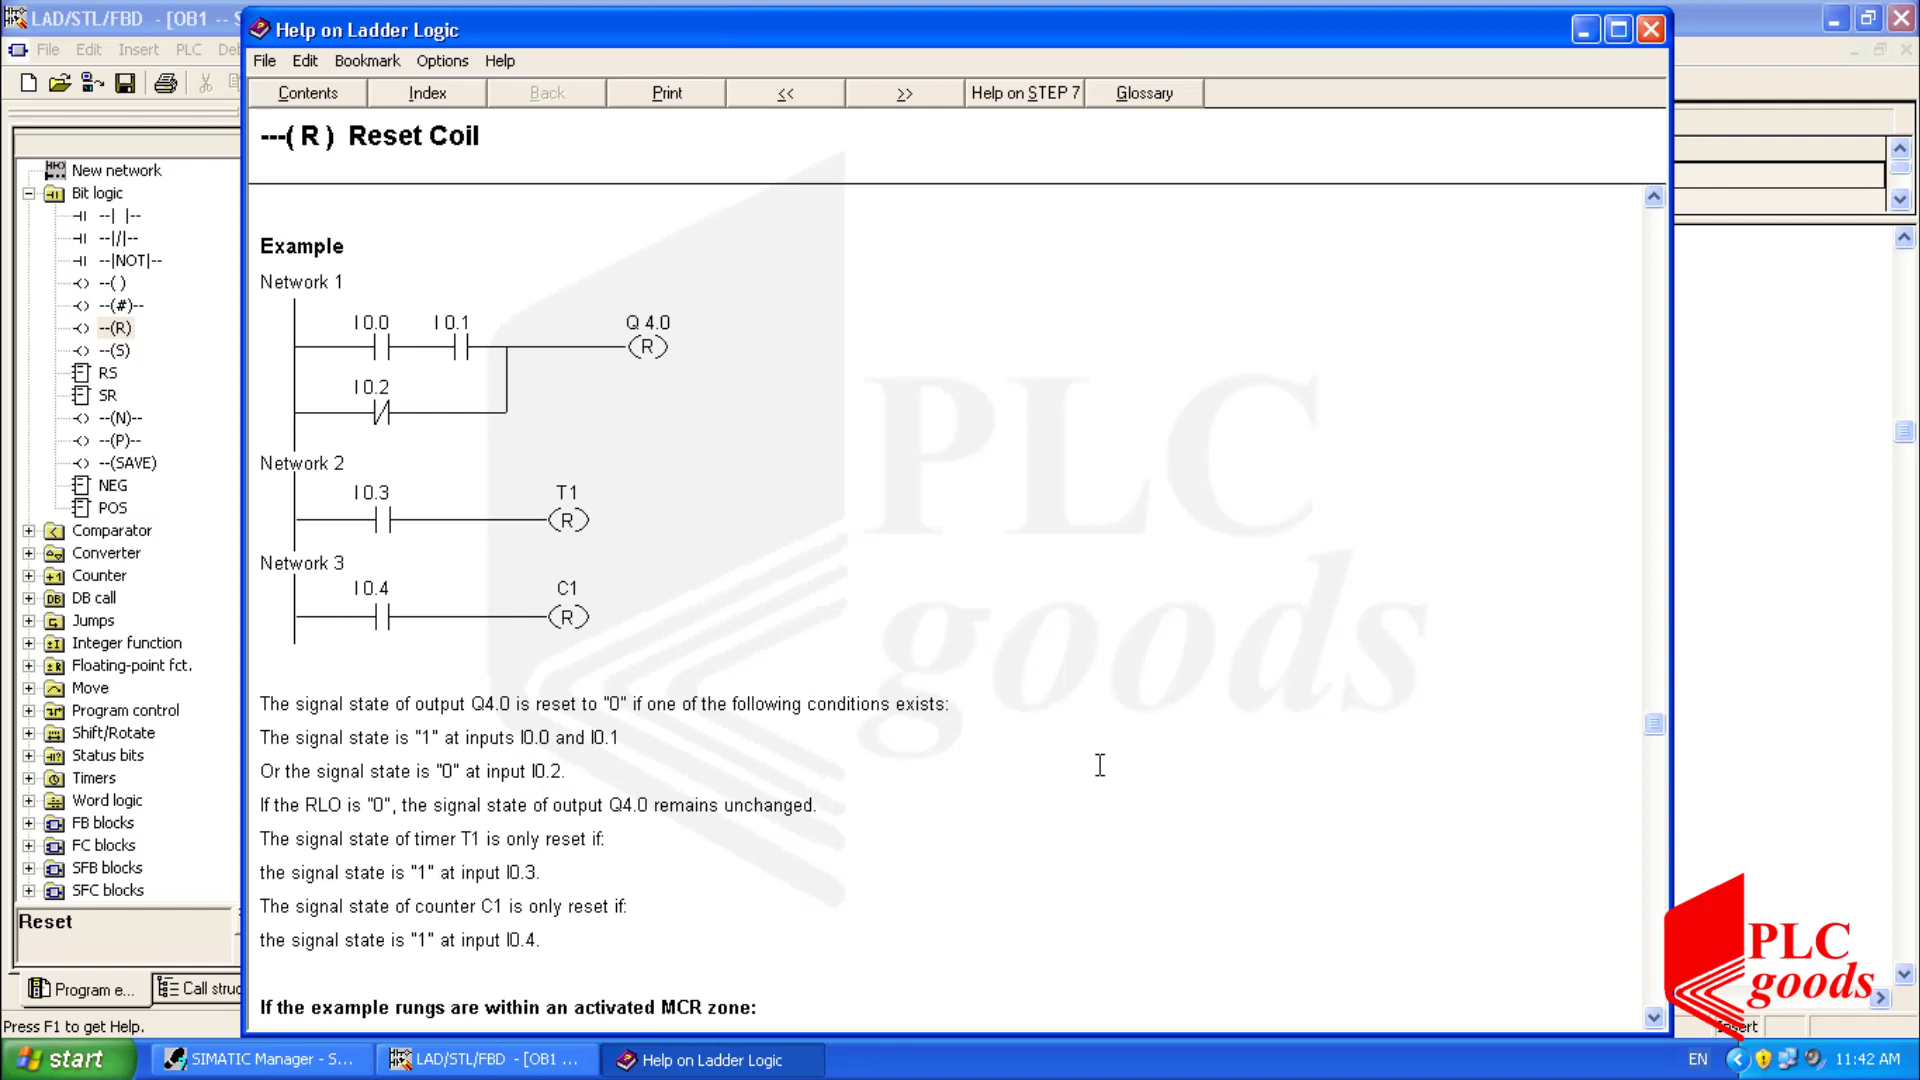 LAD/STL/FBD - [OB1 -- S
Help on Ladder Logic
File Edit Insert PLC De
File Edit Bookmark Options Help
Contents Index Back Print << >> Help on STEP 7 Glossary
---( R ) Reset Coil
New network
Bit logic
--| |--
--|/|--
--|NOT|--
--( )
--(#)--
--(R)
--(S)
RS
SR
--(N)--
--(P)--
--(SAVE)
NEG
POS
Comparator
Converter
Counter
DB call
Jumps
Integer function
Floating-point fct.
Move
Program control
Shift/Rotate
Status bits
Timers
Word logic
FB blocks
FC blocks
SFB blocks
SFC blocks
Reset
Program e...
Call struc
Press F1 to get Help.
Example
Network 1
I 0.0 I 0.1 Q 4.0
(R)
I 0.2
Network 2
I 0.3 T1
(R)
Network 3
I 0.4 C1
(R)
The signal state of output Q4.0 is reset to "0" if one of the following conditions exists:
The signal state is "1" at inputs I0.0 and I0.1
Or the signal state is "0" at input I0.2.
If the RLO is "0", the signal state of output Q4.0 remains unchanged.
The signal state of timer T1 is only reset if:
the signal state is "1" at input I0.3.
The signal state of counter C1 is only reset if:
the signal state is "1" at input I0.4.
If the example rungs are within an activated MCR zone:
PLC
goods
PLC
goods
Insert
start
SIMATIC Manager - S...
LAD/STL/FBD - [OB1 ...
Help on Ladder Logic
EN
11:42 AM